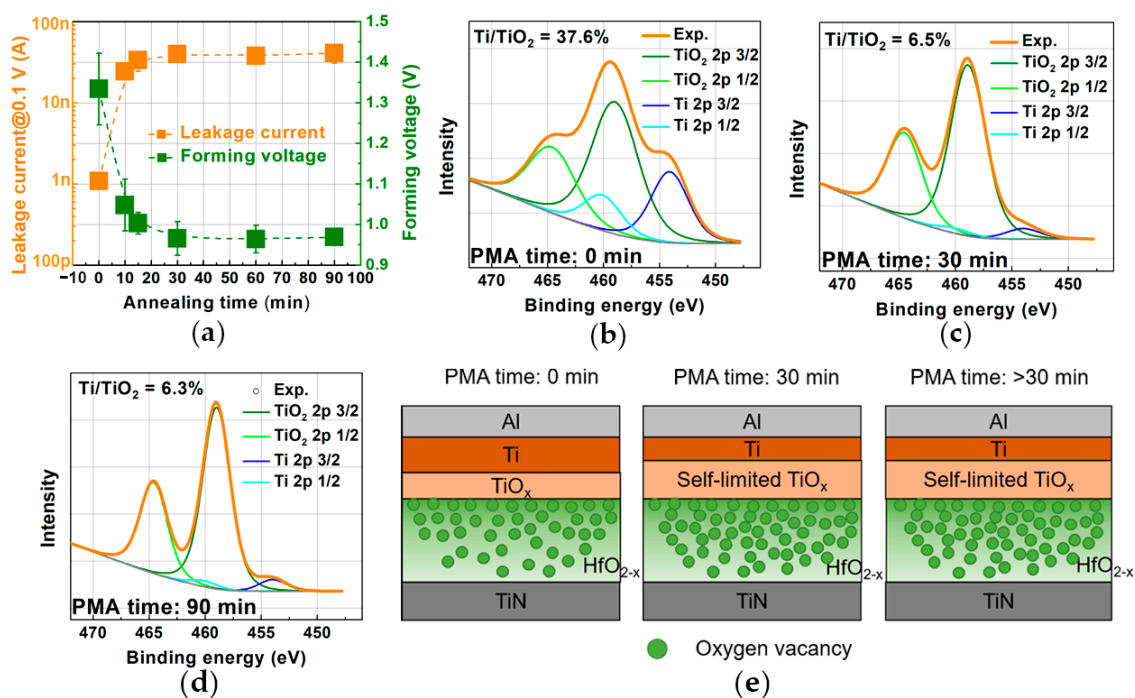 100n
10n
1n
100p
Leakage current@0.1 V (A)
1.5
1.4
1.3
1.2
1.1
1.0
0.9
Forming voltage (V)
Leakage current
Forming voltage
−10 0 10 20 30 40 50 60 70 80 90 100
Annealing time (min)
(a)
Ti/TiO₂ = 37.6%
Exp.
TiO₂ 2p 3/2
TiO₂ 2p 1/2
Ti 2p 3/2
Ti 2p 1/2
Intensity
PMA time: 0 min
470 465 460 455 450
Binding energy (eV)
(b)
Ti/TiO₂ = 6.5%
Exp.
TiO₂ 2p 3/2
TiO₂ 2p 1/2
Ti 2p 3/2
Ti 2p 1/2
Intensity
PMA time: 30 min
470 465 460 455 450
Binding energy (eV)
(c)
Ti/TiO₂ = 6.3%
Exp.
TiO₂ 2p 3/2
TiO₂ 2p 1/2
Ti 2p 3/2
Ti 2p 1/2
Intensity
PMA time: 90 min
470 465 460 455 450
Binding energy (eV)
(d)
PMA time: 0 min PMA time: 30 min PMA time: >30 min
Al Al Al
Ti Ti Ti
TiOₓ Self-limited TiOₓ Self-limited TiOₓ
HfO₂₋ₓ HfO₂₋ₓ HfO₂₋ₓ
TiN TiN TiN
Oxygen vacancy
(e)